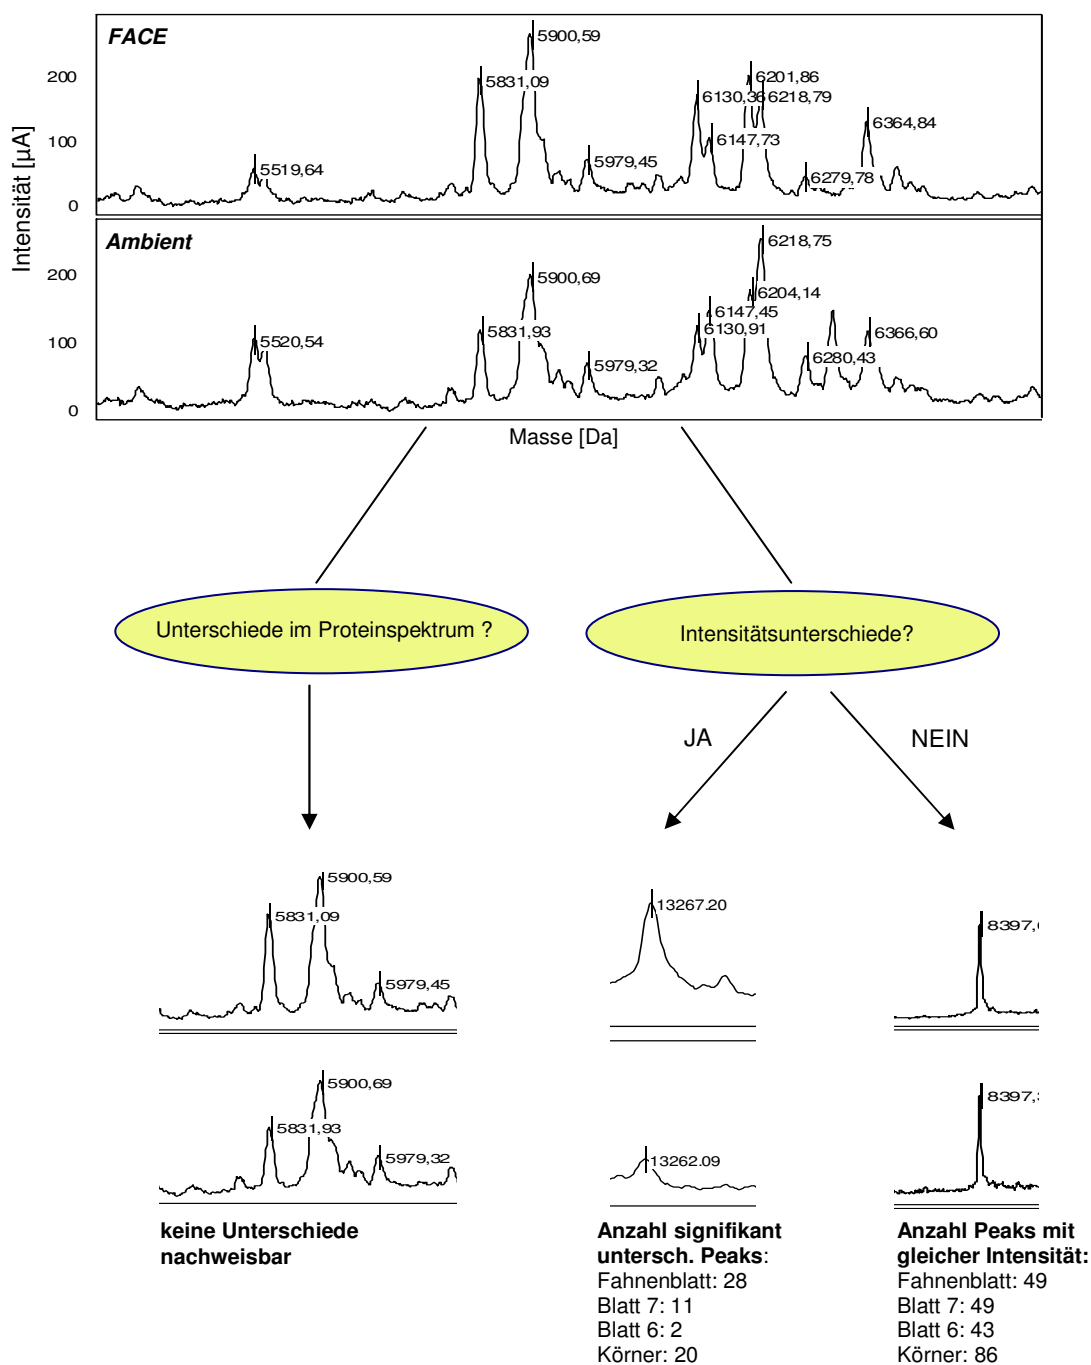 FACE
5900,59
200
5831,09
6201,86
6130,36
6218,79
100
6147,73
6364,84
5519,64
5979,45
6279,78
0
Intensität [µA]
Ambient
6218,75
200
5900,69
6204,14
6147,45
100
5520,54
5831,93
6130,91
6366,60
5979,32
6280,43
0
Masse [Da]
Unterschiede im Proteinspektrum ?
Intensitätsunterschiede?
JA
NEIN
5900,59
5831,09
5979,45
13267.20
8397,
5900,69
5831,93
5979,32
13262.09
8397,
keine Unterschiede
nachweisbar
Anzahl signifikant
untersch. Peaks:
Fahnenblatt: 28
Blatt 7: 11
Blatt 6: 2
Körner: 20
Anzahl Peaks mit
gleicher Intensität:
Fahnenblatt: 49
Blatt 7: 49
Blatt 6: 43
Körner: 86